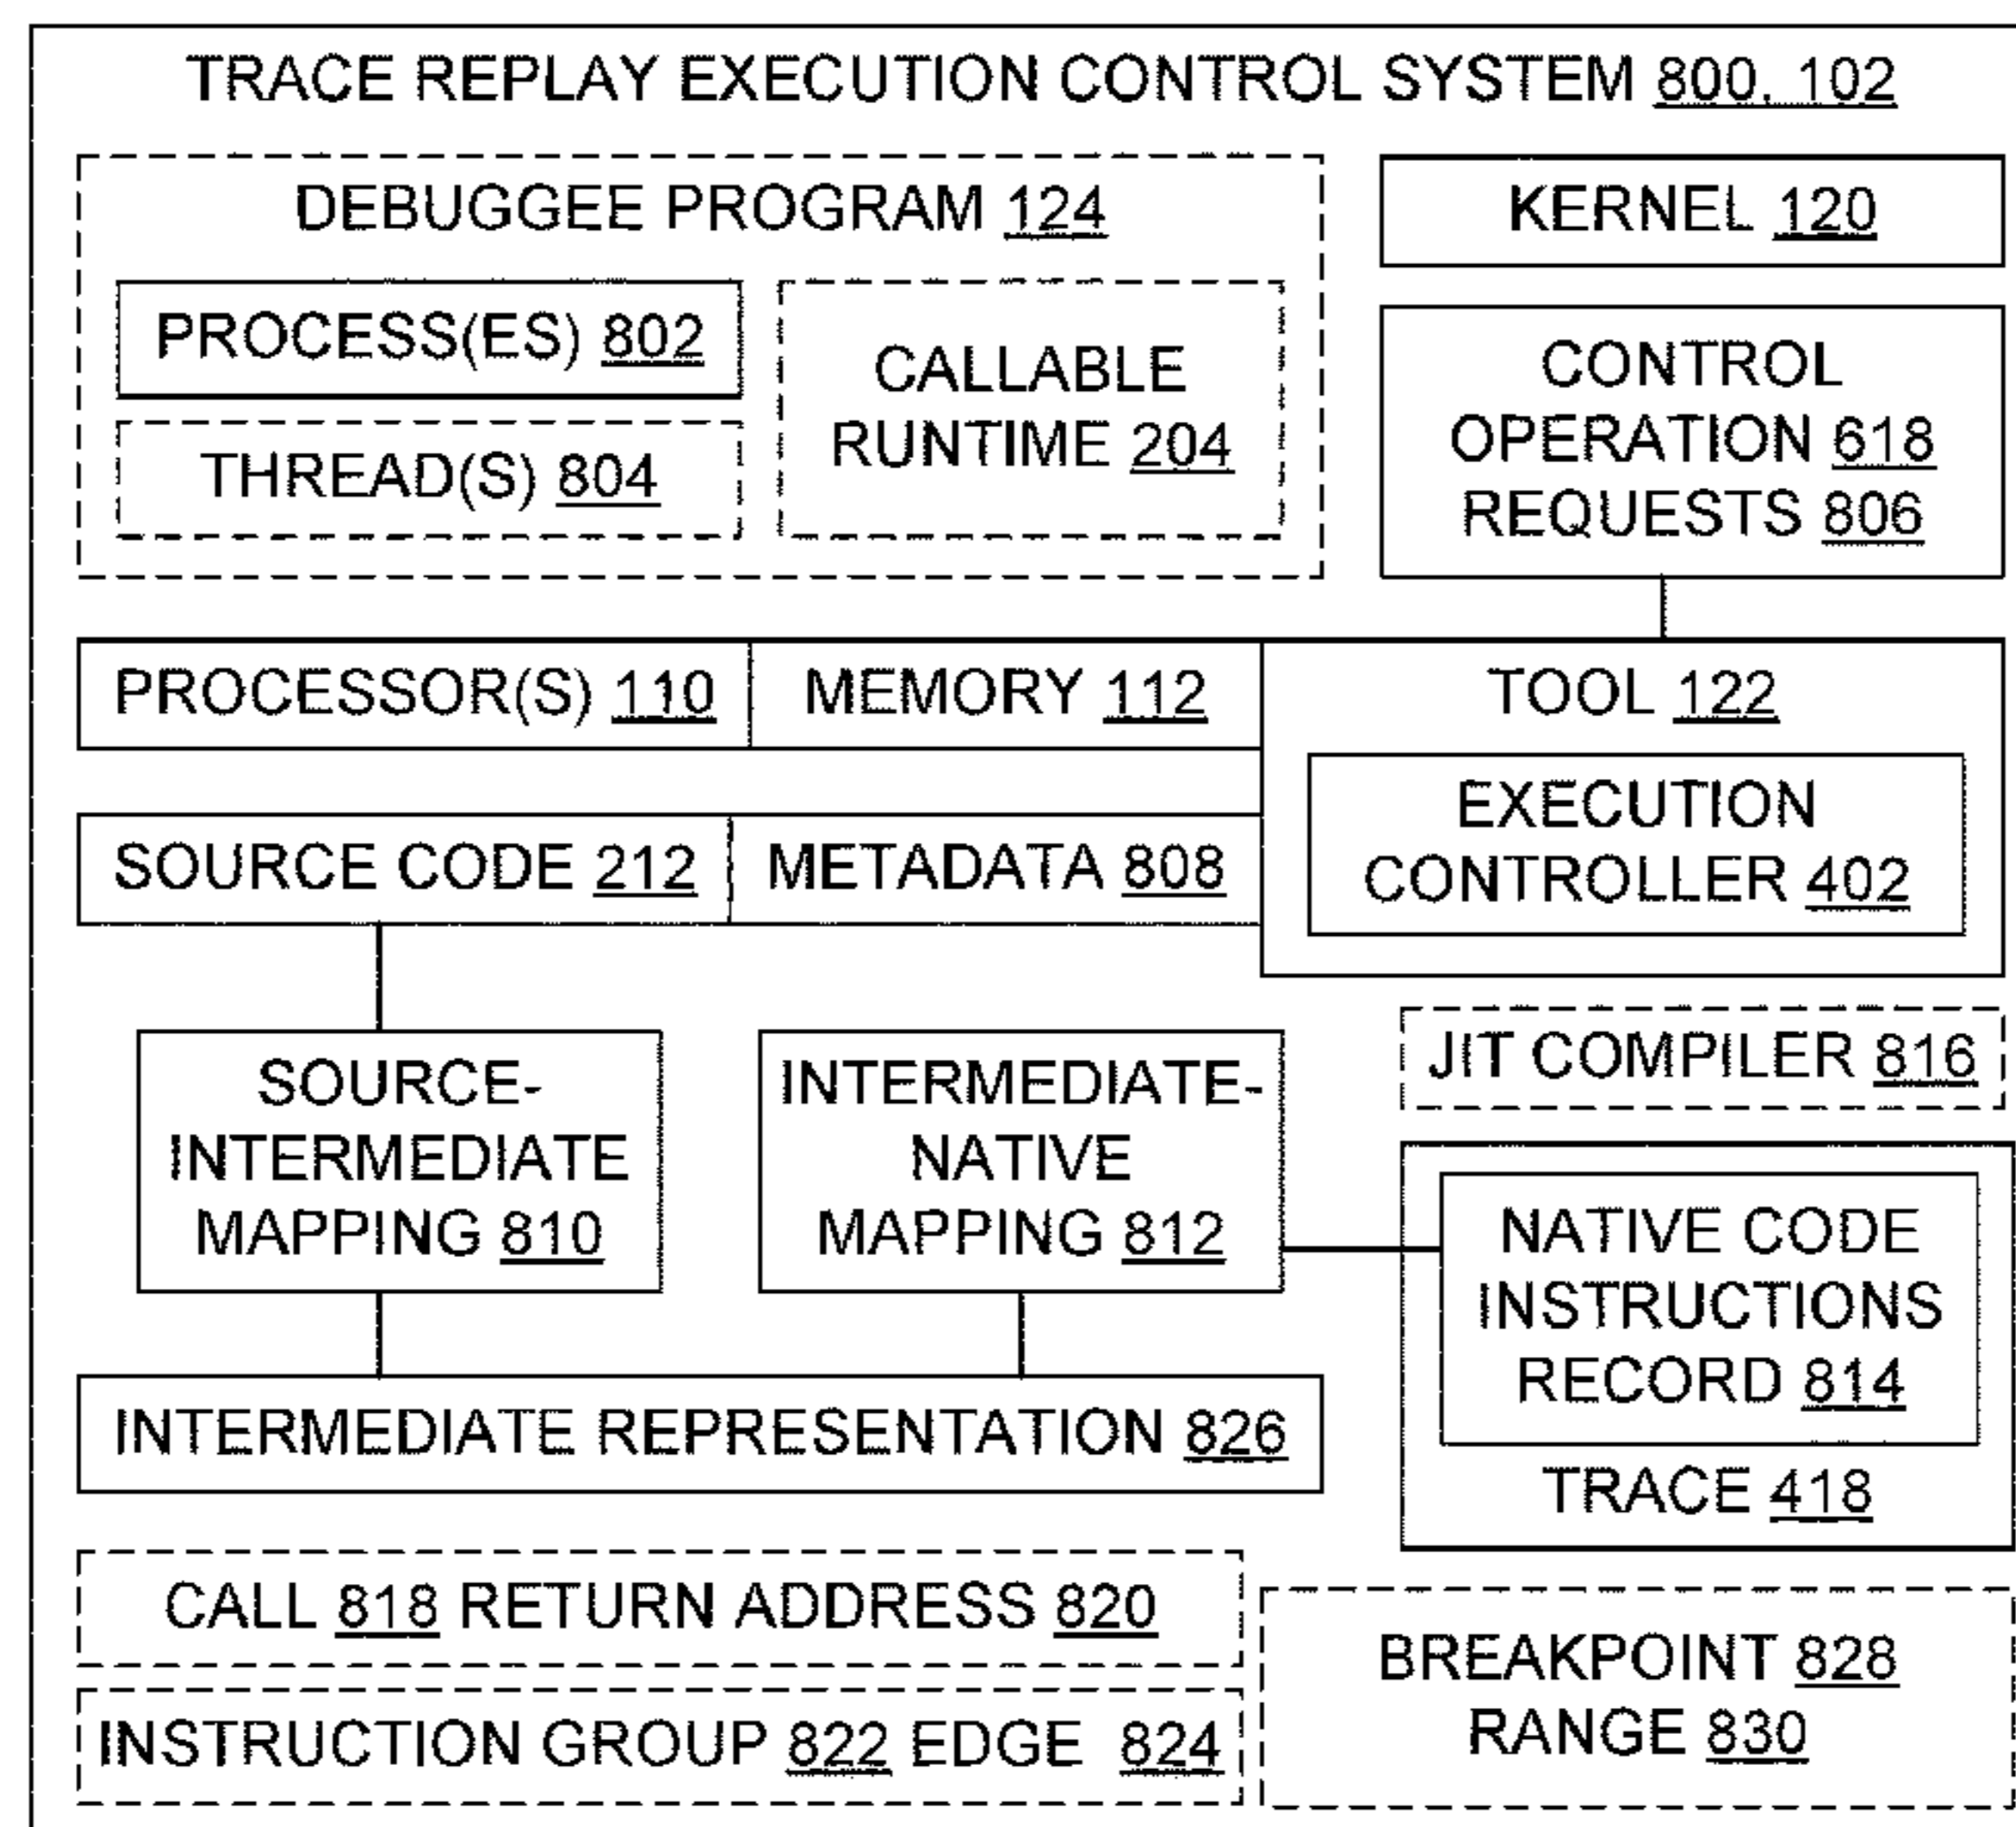 TRACE REPLAY EXECUTION CONTROL SYSTEM 800, 102
DEBUGGEE PROGRAM 124
PROCESS(ES) 802
THREAD(S) 804
CALLABLE
RUNTIME 204
KERNEL 120
CONTROL
OPERATION 618
REQUESTS 806
PROCESSOR(S) 110
MEMORY 112
TOOL 122
EXECUTION
CONTROLLER 402
SOURCE CODE 212
METADATA 808
SOURCE-
INTERMEDIATE
MAPPING 810
INTERMEDIATE-
NATIVE
MAPPING 812
JIT COMPILER 816
NATIVE CODE
INSTRUCTIONS
RECORD 814
TRACE 418
INTERMEDIATE REPRESENTATION 826
CALL 818 RETURN ADDRESS 820
INSTRUCTION GROUP 822 EDGE 824
BREAKPOINT 828
RANGE 830